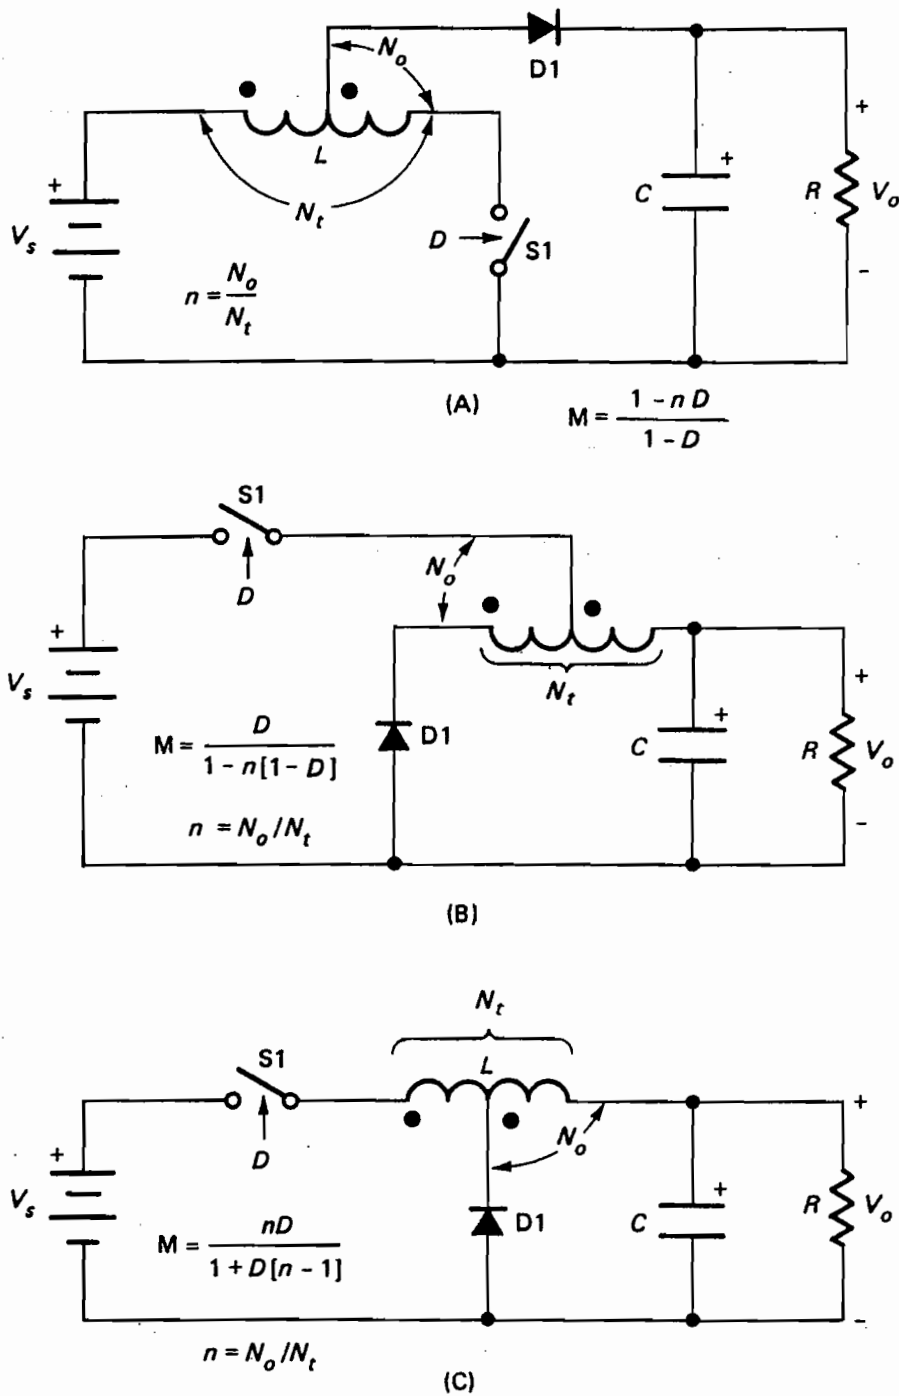 N_o
D1
L
+
+
N_t
C
R
V_o
+
V_s
D
S1
n = N_o / N_t
-
(A)
M = 1 - n D / 1 - D
S1
D
N_o
+
N_t
+
+
V_s
D1
C
R
V_o
M = D / 1 - n[1 - D]
n = N_o/N_t
-
(B)
N_t
S1
L
+
D
N_o
+
+
V_s
D1
C
R
V_o
M = nD / 1 + D[n - 1]
-
n = N_o/N_t
(C)